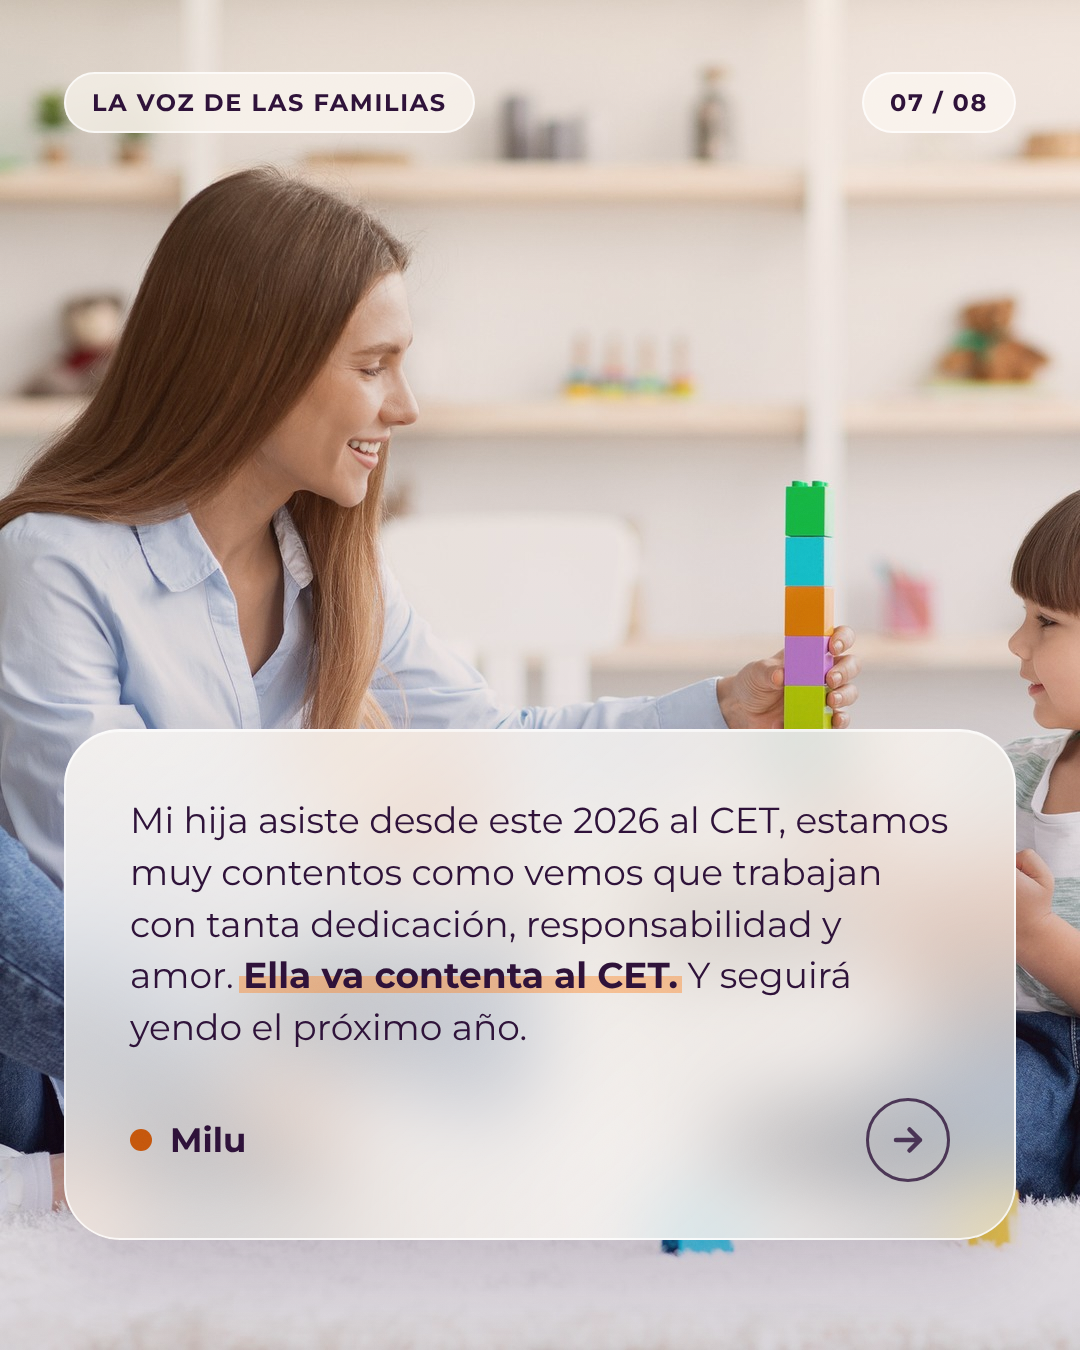 LA VOZ DE LAS FAMILIAS
07 / 08
Mi hija asiste desde este 2026 al CET, estamos
muy contentos como vemos que trabajan
con tanta dedicación, responsabilidad y
amor. Ella va contenta al CET. Y seguirá
yendo el próximo año.
Milu